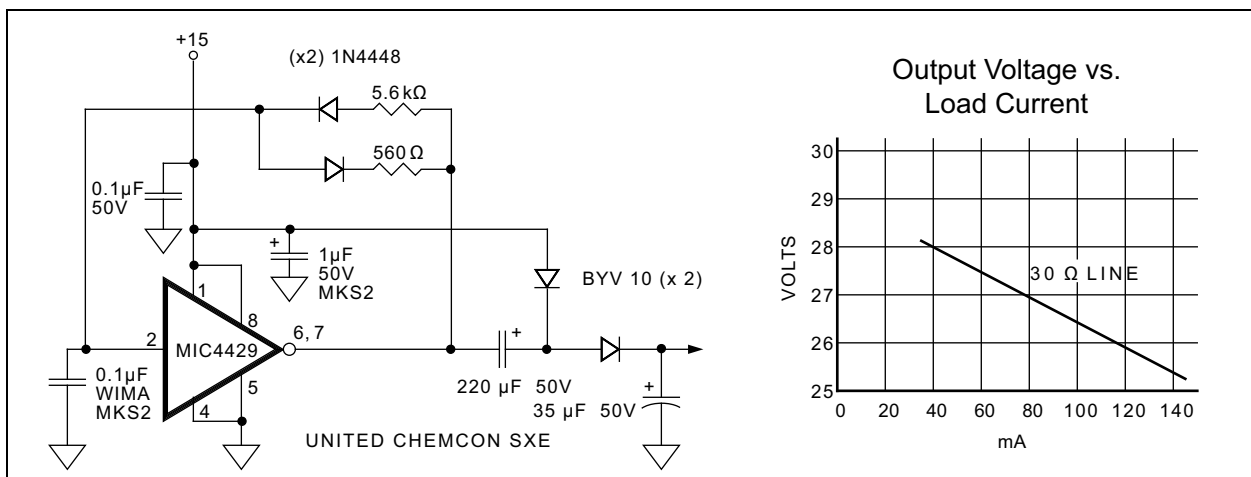 +15
(x2) 1N4448
5.6kΩ
560Ω
0.1µF
50V
+
1µF
50V
MKS2
BYV 10 (x 2)
1
8
2
MIC4429
6, 7
5
4
0.1µF
WIMA
MKS2
+
220 µF 50V
+
35 µF 50V
UNITED CHEMCON SXE
Output Voltage vs.
Load Current
VOLTS
30
29
28
27
26
25
30 Ω LINE
0 20 40 60 80 100 120 140
mA